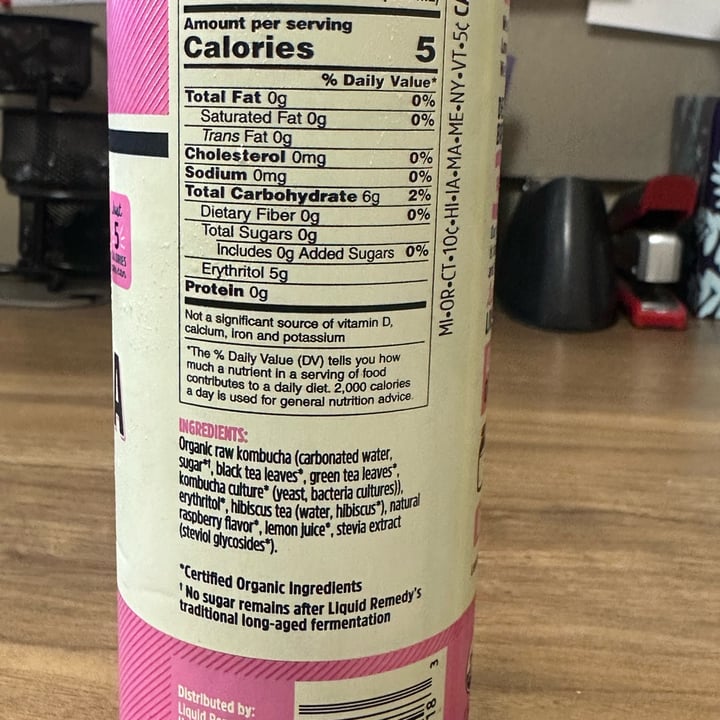 Amount per serving
Calories 5
% Daily Value*
Total Fat 0g 0%
Saturated Fat 0g 0%
Trans Fat 0g
Cholesterol 0mg 0%
Sodium 0mg 0%
Total Carbohydrate 6g 2%
Dietary Fiber 0g 0%
Total Sugars 0g
Includes 0g Added Sugars 0%
Erythritol 5g
Protein 0g
Not a significant source of vitamin D,
calcium, iron and potassium
*The % Daily Value (DV) tells you how
much a nutrient in a serving of food
contributes to a daily diet. 2,000 calories
a day is used for general nutrition advice.
INGREDIENTS:
Organic raw kombucha (carbonated water,
sugar*†, black tea leaves*, green tea leaves*,
kombucha culture* (yeast, bacteria cultures)),
erythritol*, hibiscus tea (water, hibiscus*), natural
raspberry flavor*, lemon juice*, stevia extract
(steviol glycosides*).
*Certified Organic Ingredients
† No sugar remains after Liquid Remedy's
traditional long-aged fermentation
Distributed by:
Liquid
MI•OR•CT•10¢•HI•IA•MA•ME•NY•VT•5¢ CA
just
5
A
18
3